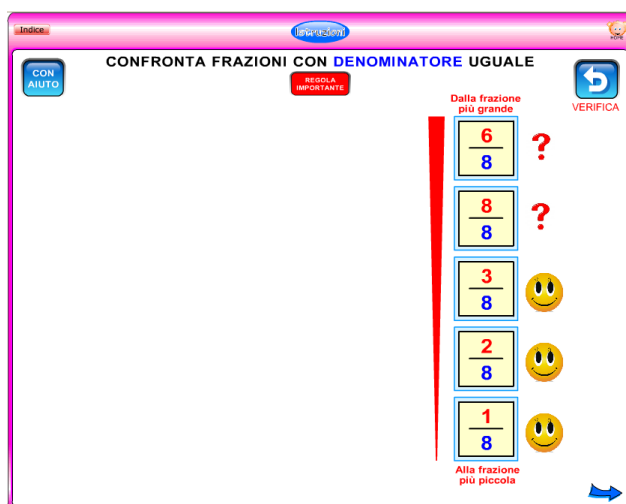 Indice
Istruzioni
HOME
CONFRONTA FRAZIONI CON DENOMINATORE UGUALE
CON
AIUTO
REGOLA
IMPORTANTE
VERIFICA
Dalla frazione
più grande
6
8
?
8
8
?
3
8
2
8
1
8
Alla frazione
più piccola